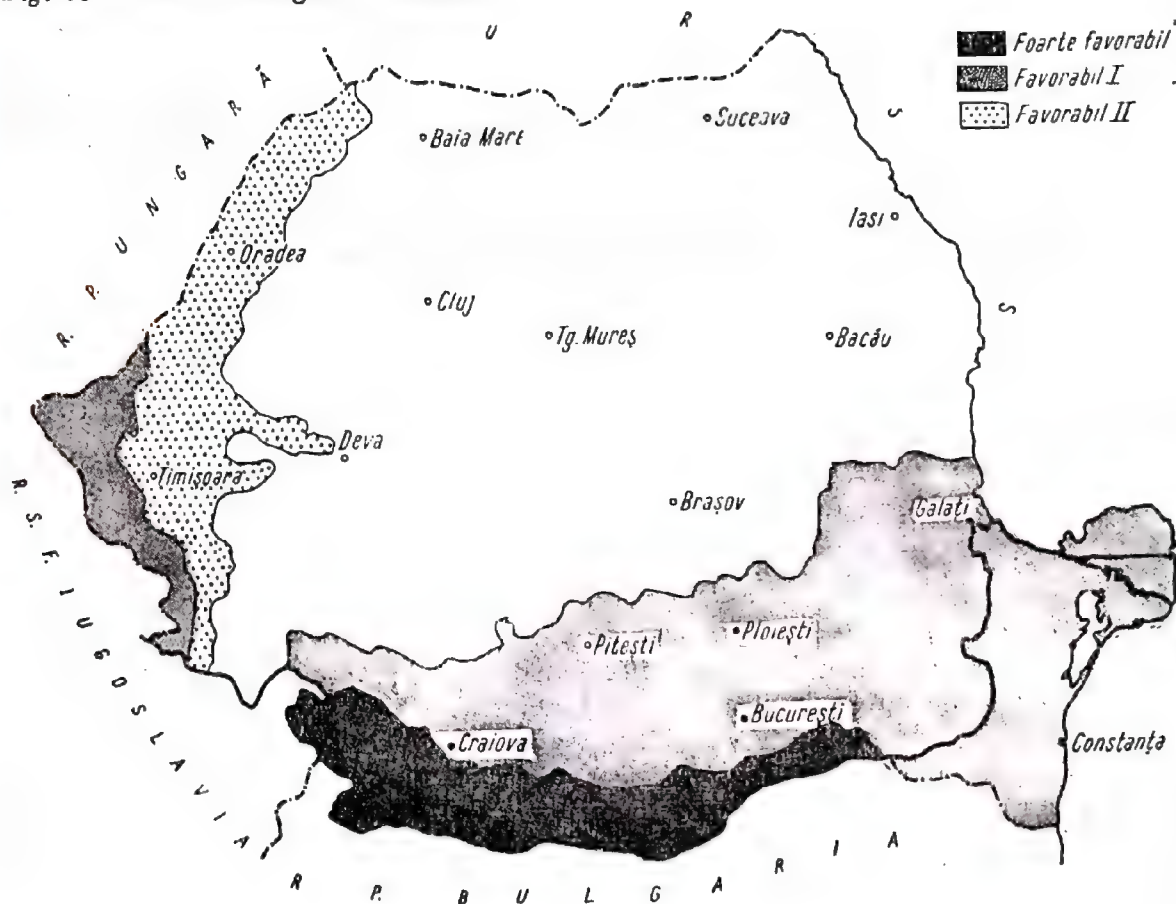 U R S S
Foarte favorabil
Favorabil I
Favorabil II
R. P. UNGARĂ
Baia Mare
Suceava
Iasi
Oradea
Cluj
Tg. Mureș
Bacău
Deva
Timișoara
Brașov
Galați
R. S. F. IUGOSLAVIA
Pitești
Ploiești
București
Craiova
Constanța
R. P. BULGARIA